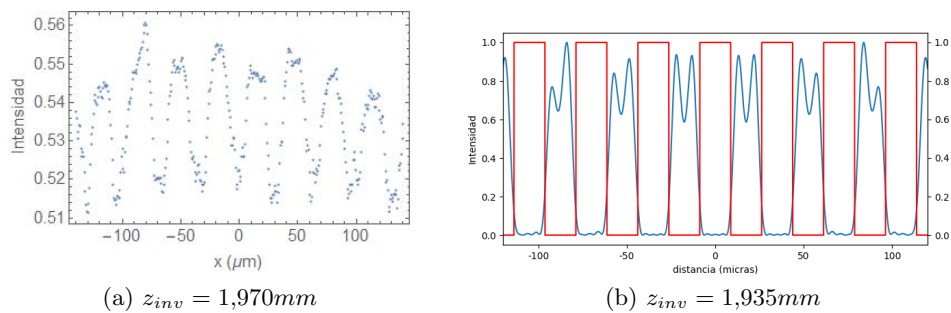 Intensidad
0.56
0.55
0.54
0.53
0.52
0.51
−100 −50 0 50 100
x (μm)
(a) z_inv = 1,970mm
Intensidad
1.0
0.8
0.6
0.4
0.2
0.0
1.0
0.8
0.6
0.4
0.2
0.0
-100 -50 0 50 100
distancia (micras)
(b) z_inv = 1,935mm